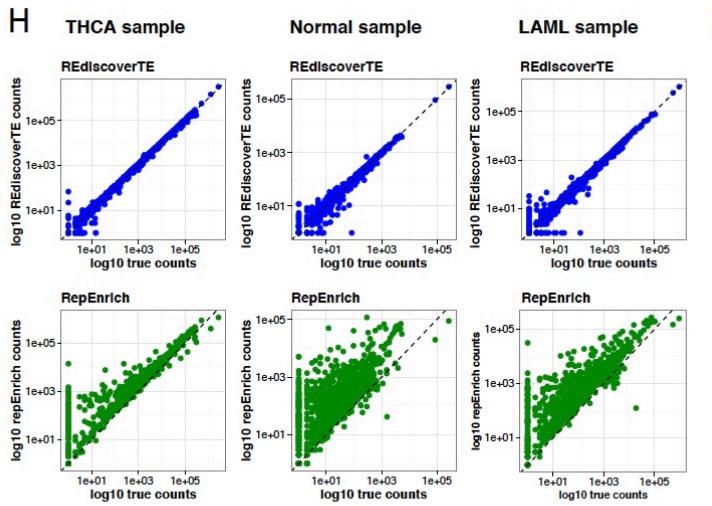 H
THCA sample
Normal sample
LAML sample
REdiscoverTE
REdiscoverTE
REdiscoverTE
log10 REdiscoverTE counts
1e+05
1e+03
1e+01
1e+01
1e+03
1e+05
log10 true counts
log10 REdiscoverTE counts
1e+05
1e+03
1e+01
1e+01
1e+03
1e+05
log10 true counts
log10 REdiscoverTE counts
1e+05
1e+03
1e+01
1e+01
1e+03
1e+05
log10 true counts
RepEnrich
RepEnrich
RepEnrich
log10 repEnrich counts
1e+05
1e+03
1e+01
1e+01
1e+03
1e+05
log10 true counts
log10 repEnrich counts
1e+05
1e+03
1e+01
1e+01
1e+03
1e+05
log10 true counts
log10 repEnrich counts
1e+05
1e+03
1e+01
1e+01
1e+03
1e+05
log10 true counts